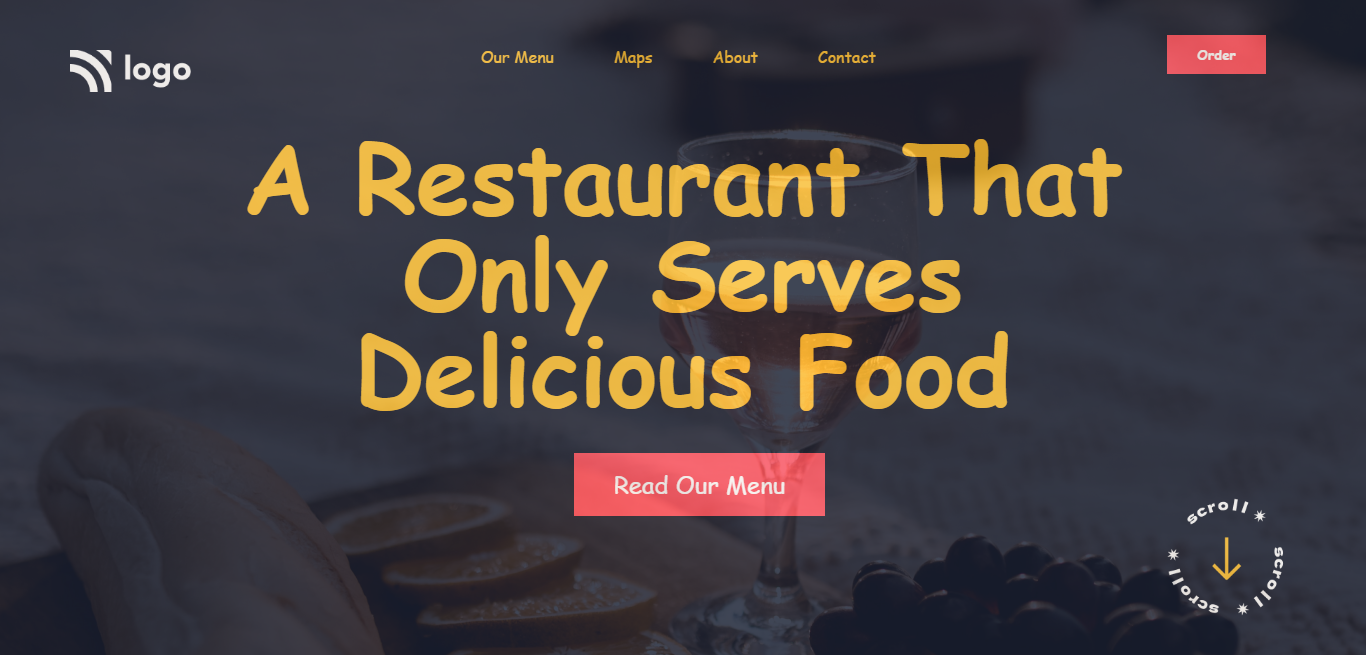 logo
Our Menu Maps About Contact
Order
A Restaurant That
Only Serves
Delicious Food
Read Our Menu
scroll ✷ scroll ✷ scroll ✷